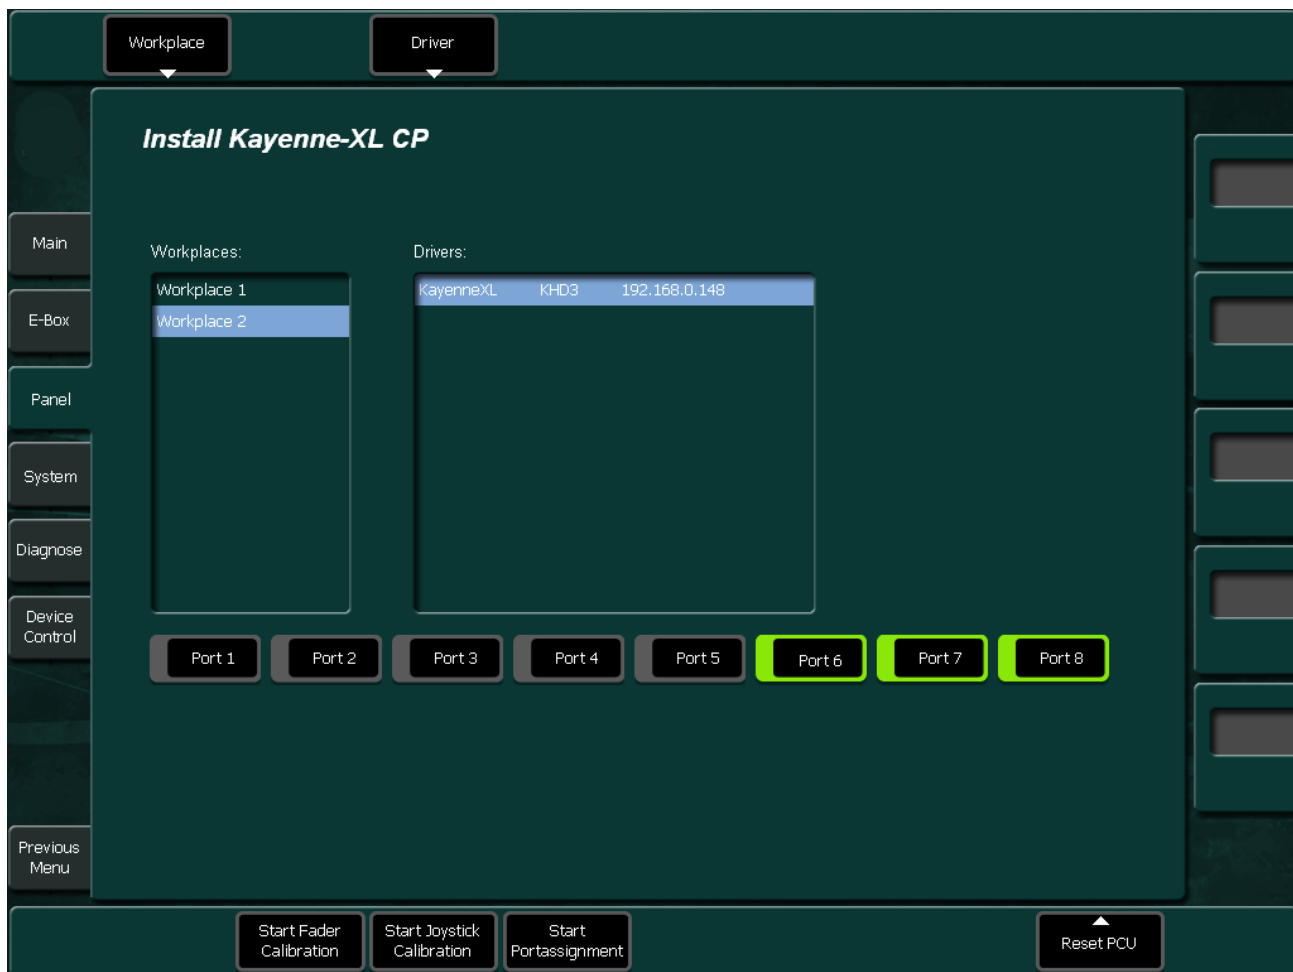 Workplace
Driver
Install Kayenne-XL CP
Main
E-Box
Panel
System
Diagnose
Device
Control
Previous
Menu
Workplaces:
Workplace 1
Workplace 2
Drivers:
KayenneXL KHD3 192.168.0.148
Port 1 Port 2 Port 3 Port 4 Port 5 Port 6 Port 7 Port 8
Start Fader
Calibration
Start Joystick
Calibration
Start
Portassignment
Reset PCU